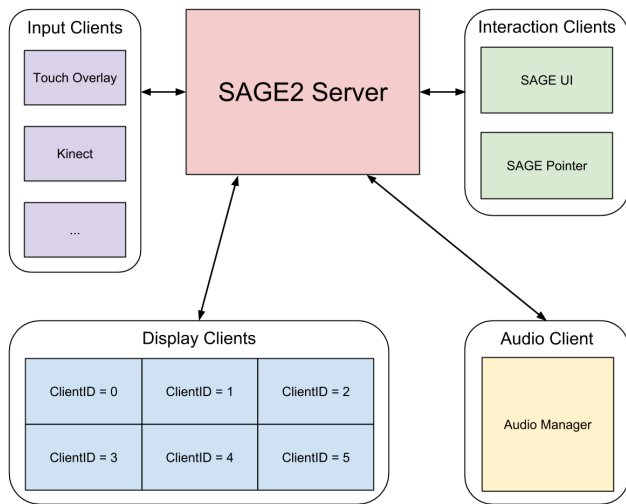 Input Clients
Touch Overlay
Kinect
...
SAGE2 Server
Interaction Clients
SAGE UI
SAGE Pointer
Display Clients
ClientID = 0
ClientID = 1
ClientID = 2
ClientID = 3
ClientID = 4
ClientID = 5
Audio Client
Audio Manager